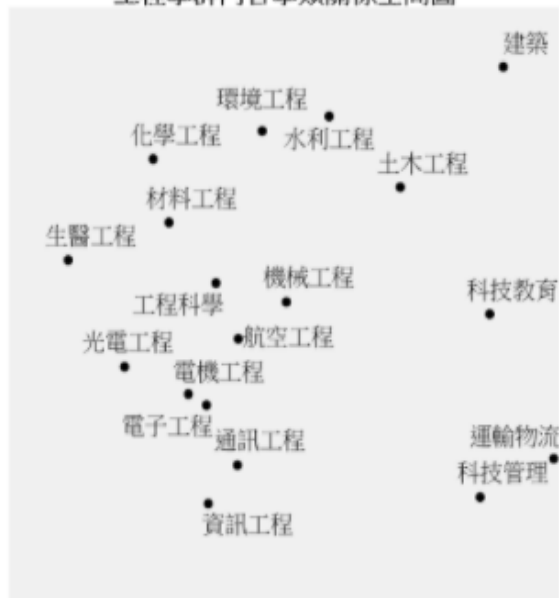 建築
環境工程
水利工程
化學工程
土木工程
材料工程
生醫工程
機械工程
科技教育
工程科學
航空工程
光電工程
電機工程
電子工程
通訊工程
運輸物流
科技管理
資訊工程